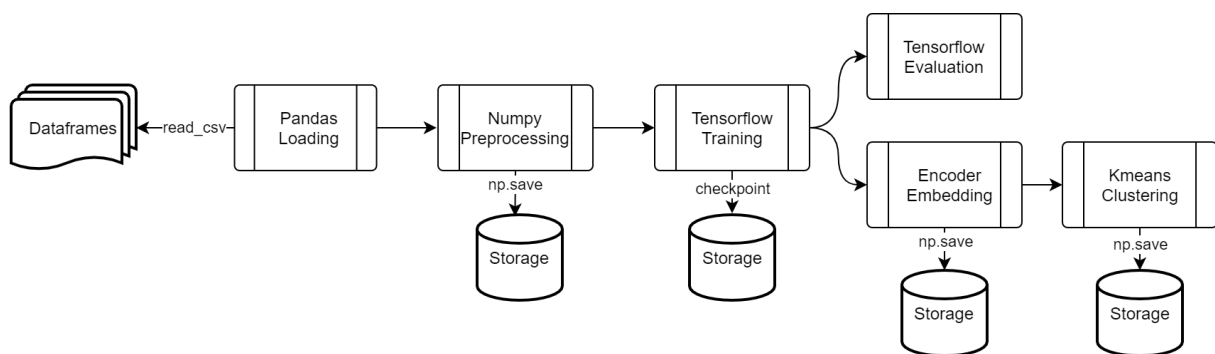 Dataframes
read_csv
Pandas
Loading
Numpy
Preprocessing
np.save
Storage
Tensorflow
Training
checkpoint
Storage
Tensorflow
Evaluation
Encoder
Embedding
np.save
Storage
Kmeans
Clustering
np.save
Storage